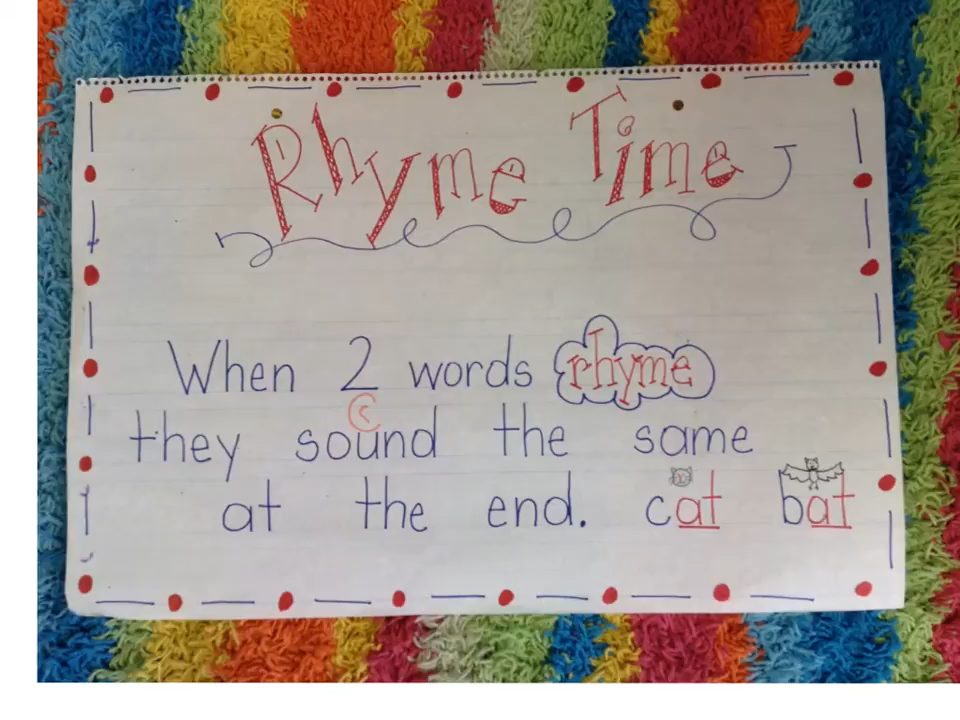 Rhyme Time
When 2 words rhyme
they sound the same
at the end. cat bat